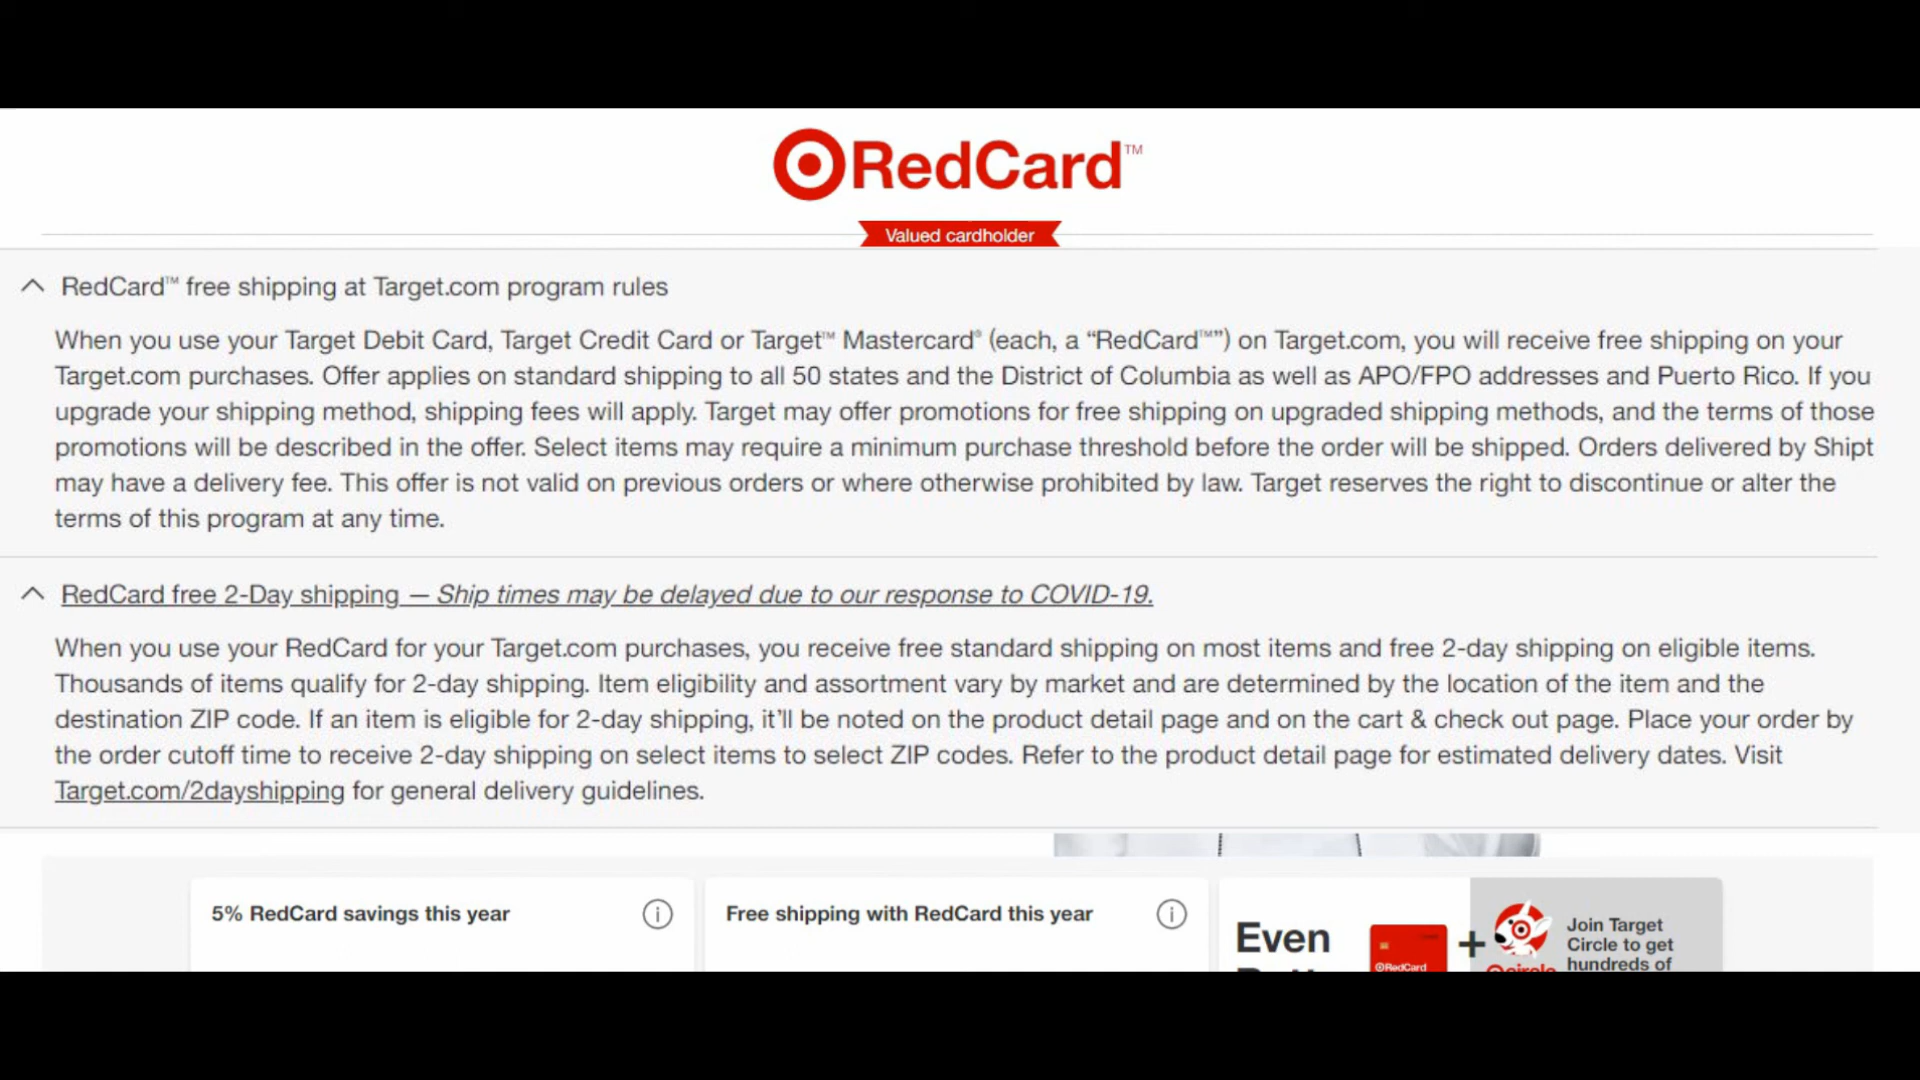 RedCard™
Valued cardholder
RedCard™ free shipping at Target.com program rules
When you use your Target Debit Card, Target Credit Card or Target™ Mastercard® (each, a “RedCard™”) on Target.com, you will receive free shipping on your
Target.com purchases. Offer applies on standard shipping to all 50 states and the District of Columbia as well as APO/FPO addresses and Puerto Rico. If you
upgrade your shipping method, shipping fees will apply. Target may offer promotions for free shipping on upgraded shipping methods, and the terms of those
promotions will be described in the offer. Select items may require a minimum purchase threshold before the order will be shipped. Orders delivered by Shipt
may have a delivery fee. This offer is not valid on previous orders or where otherwise prohibited by law. Target reserves the right to discontinue or alter the
terms of this program at any time.
RedCard free 2-Day shipping — Ship times may be delayed due to our response to COVID-19.
When you use your RedCard for your Target.com purchases, you receive free standard shipping on most items and free 2-day shipping on eligible items.
Thousands of items qualify for 2-day shipping. Item eligibility and assortment vary by market and are determined by the location of the item and the
destination ZIP code. If an item is eligible for 2-day shipping, it’ll be noted on the product detail page and on the cart & check out page. Place your order by
the order cutoff time to receive 2-day shipping on select items to select ZIP codes. Refer to the product detail page for estimated delivery dates. Visit
Target.com/2dayshipping for general delivery guidelines.
5% RedCard savings this year
Free shipping with RedCard this year
Even
RedCard
+
Join Target
Circle to get
hundreds of